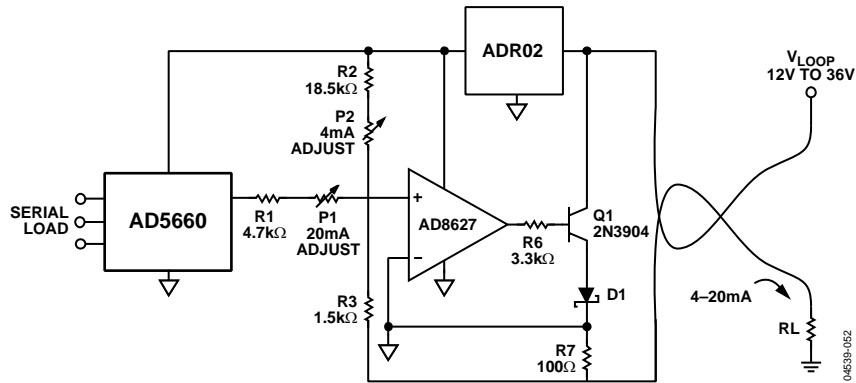 ADR02
R2
18.5kΩ
P2
4mA
ADJUST
V_LOOP
12V TO 36V
SERIAL
LOAD
AD5660
R1
4.7kΩ
P1
20mA
ADJUST
+
–
AD8627
R6
3.3kΩ
Q1
2N3904
D1
R3
1.5kΩ
R7
100Ω
4–20mA
RL
04539-052